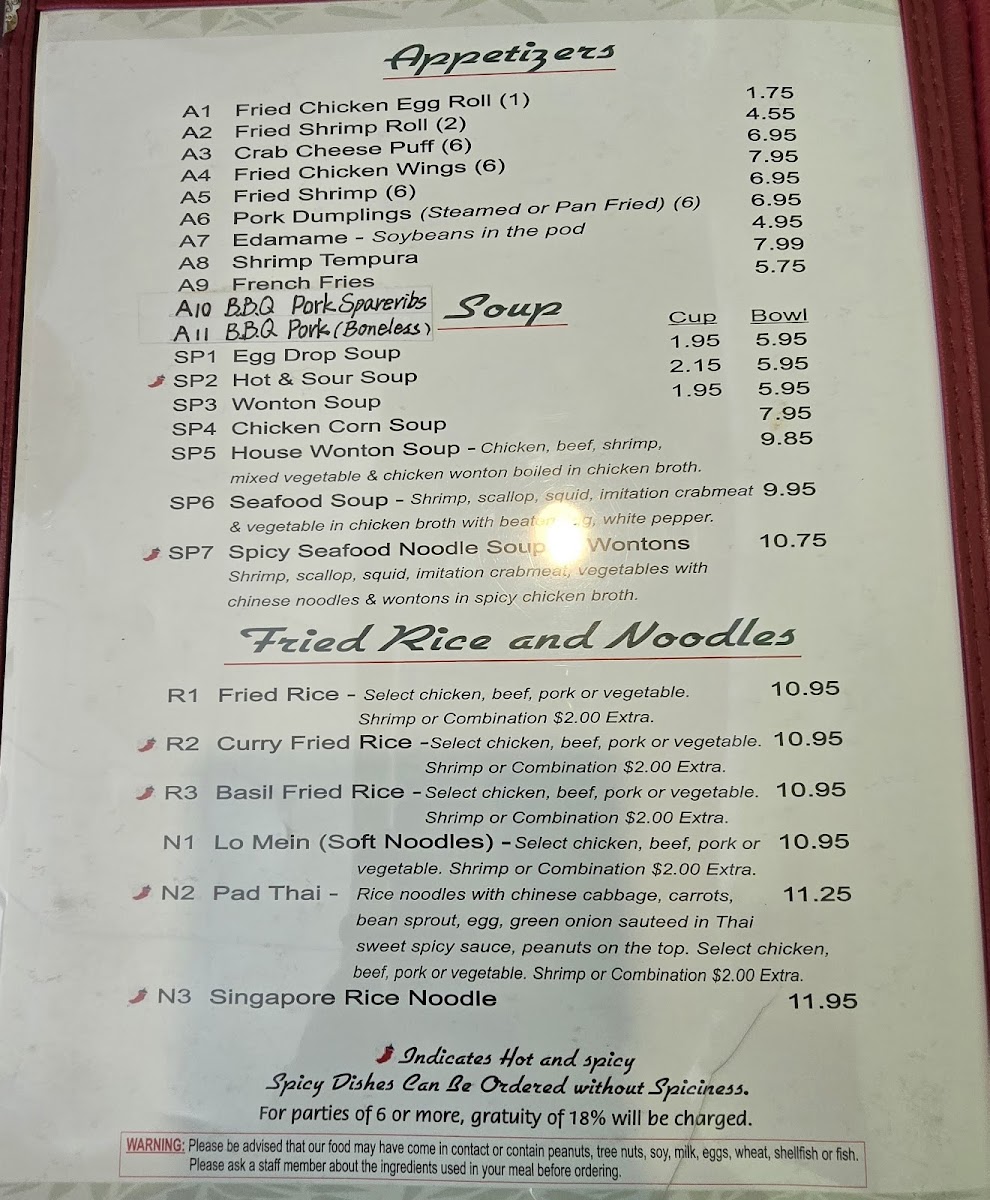 Appetizers
A1 Fried Chicken Egg Roll (1) 1.75
A2 Fried Shrimp Roll (2) 4.55
A3 Crab Cheese Puff (6) 6.95
A4 Fried Chicken Wings (6) 7.95
A5 Fried Shrimp (6) 6.95
A6 Pork Dumplings (Steamed or Pan Fried) (6) 6.95
A7 Edamame - Soybeans in the pod 4.95
A8 Shrimp Tempura 7.99
A9 French Fries 5.75
A10 B.B.Q Pork Spareribs
A11 B.B.Q Pork (Boneless)
Soup
Cup Bowl
SP1 Egg Drop Soup 1.95 5.95
SP2 Hot & Sour Soup 2.15 5.95
SP3 Wonton Soup 1.95 5.95
SP4 Chicken Corn Soup 7.95
SP5 House Wonton Soup - Chicken, beef, shrimp, 9.85
mixed vegetable & chicken wonton boiled in chicken broth.
SP6 Seafood Soup - Shrimp, scallop, squid, imitation crabmeat 9.95
& vegetable in chicken broth with white pepper.
SP7 Spicy Seafood Noodle Soup Wontons 10.75
Shrimp, scallop, squid, imitation crabmeat, vegetables with
chinese noodles & wontons in spicy chicken broth.
Fried Rice and Noodles
R1 Fried Rice - Select chicken, beef, pork or vegetable. 10.95
Shrimp or Combination $2.00 Extra.
R2 Curry Fried Rice -Select chicken, beef, pork or vegetable. 10.95
Shrimp or Combination $2.00 Extra.
R3 Basil Fried Rice -Select chicken, beef, pork or vegetable. 10.95
Shrimp or Combination $2.00 Extra.
N1 Lo Mein (Soft Noodles) -Select chicken, beef, pork or 10.95
vegetable. Shrimp or Combination $2.00 Extra.
N2 Pad Thai - Rice noodles with chinese cabbage, carrots, 11.25
bean sprout, egg, green onion sauteed in Thai
sweet spicy sauce, peanuts on the top. Select chicken,
beef, pork or vegetable. Shrimp or Combination $2.00 Extra.
N3 Singapore Rice Noodle 11.95
Indicates Hot and spicy
Spicy Dishes Can Be Ordered without Spiciness.
For parties of 6 or more, gratuity of 18% will be charged.
WARNING: Please be advised that our food may have come in contact or contain peanuts, tree nuts, soy, milk, eggs, wheat, shellfish or fish.
Please ask a staff member about the ingredients used in your meal before ordering.